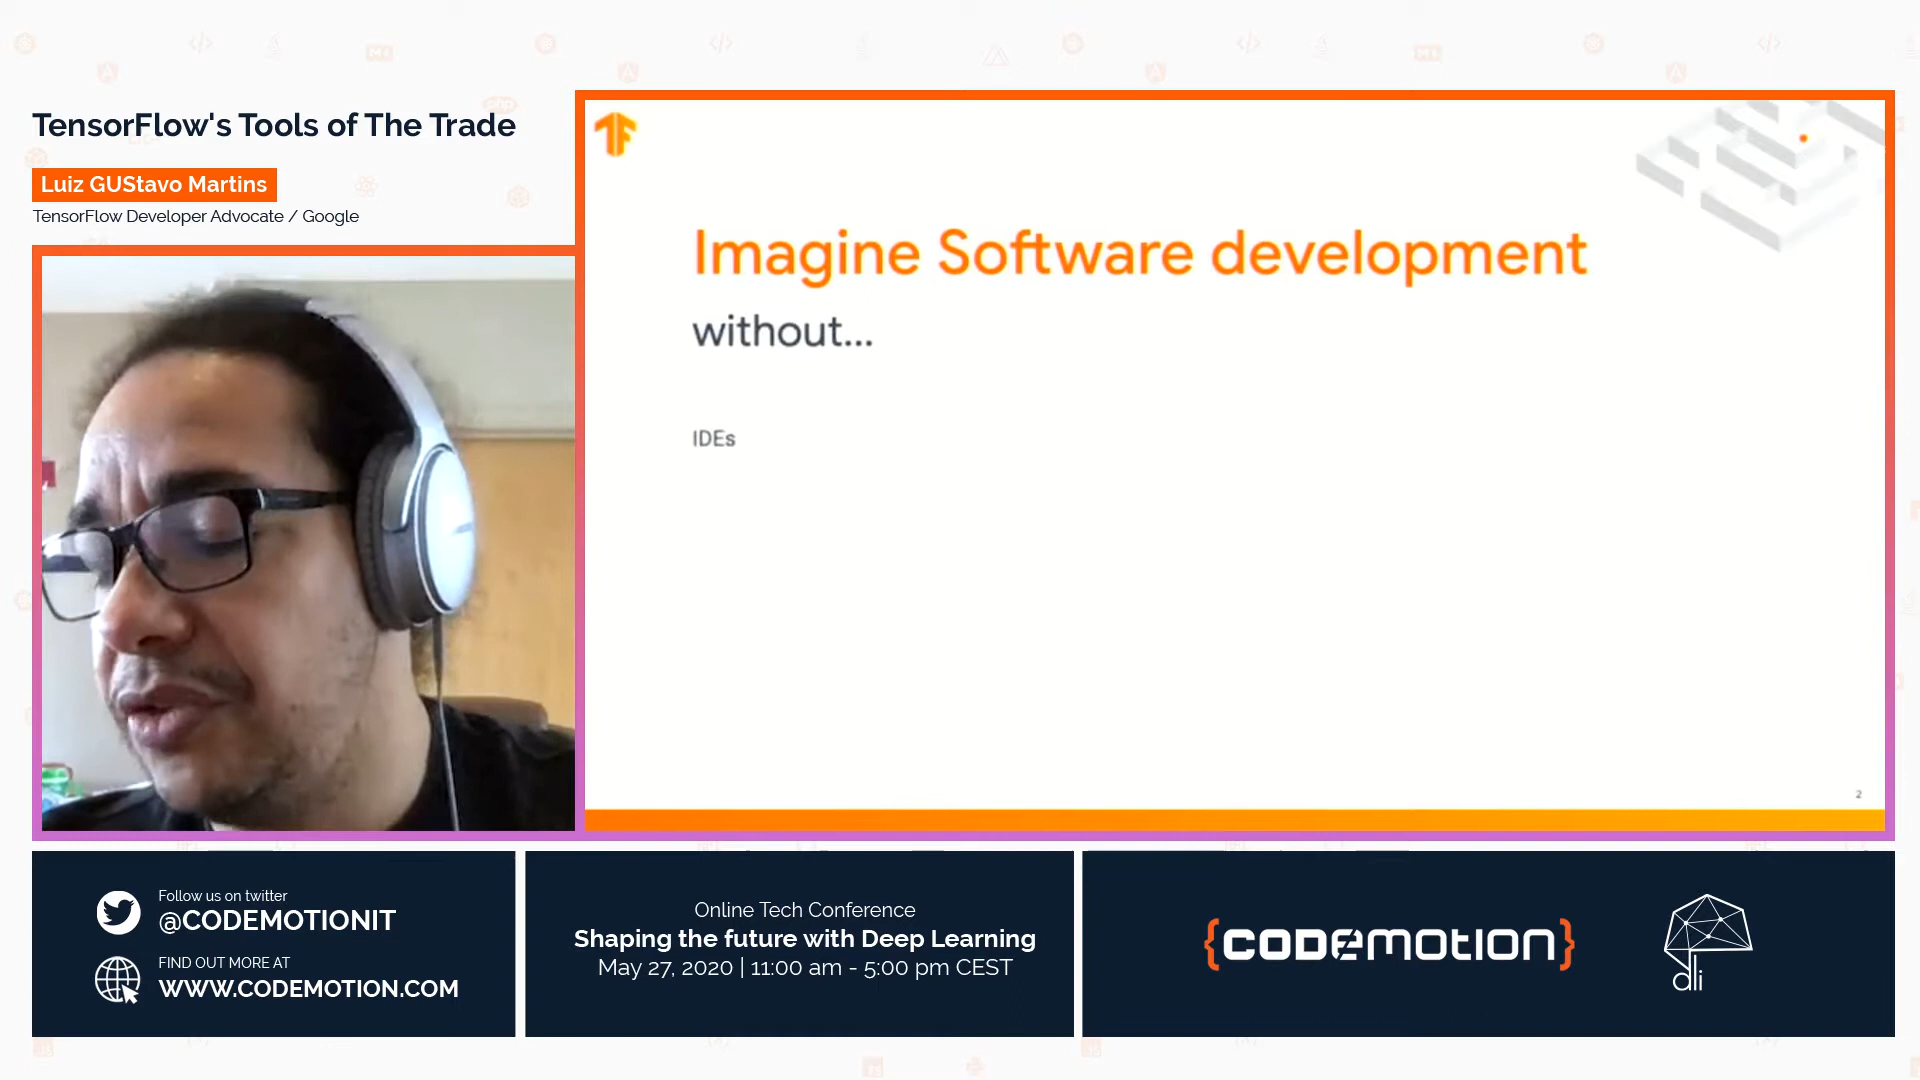 TensorFlow's Tools of The Trade
Luiz GUStavo Martins
TensorFlow Developer Advocate / Google
Imagine Software development
without...
IDEs
2
Follow us on twitter
@CODEMOTIONIT
FIND OUT MORE AT
WWW.CODEMOTION.COM
Online Tech Conference
Shaping the future with Deep Learning
May 27, 2020 | 11:00 am - 5:00 pm CEST
{CODEMOTION}
dli